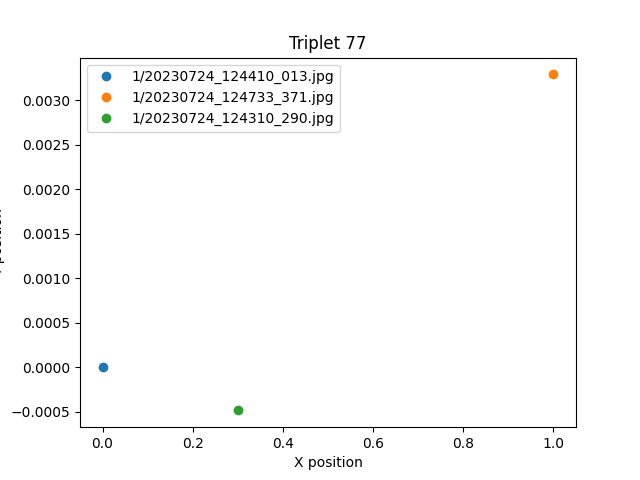 Triplet 77
1/20230724_124410_013.jpg
1/20230724_124733_371.jpg
1/20230724_124310_290.jpg
0.0030
0.0025
0.0020
0.0015
0.0010
0.0005
0.0000
−0.0005
0.0 0.2 0.4 0.6 0.8 1.0
X position